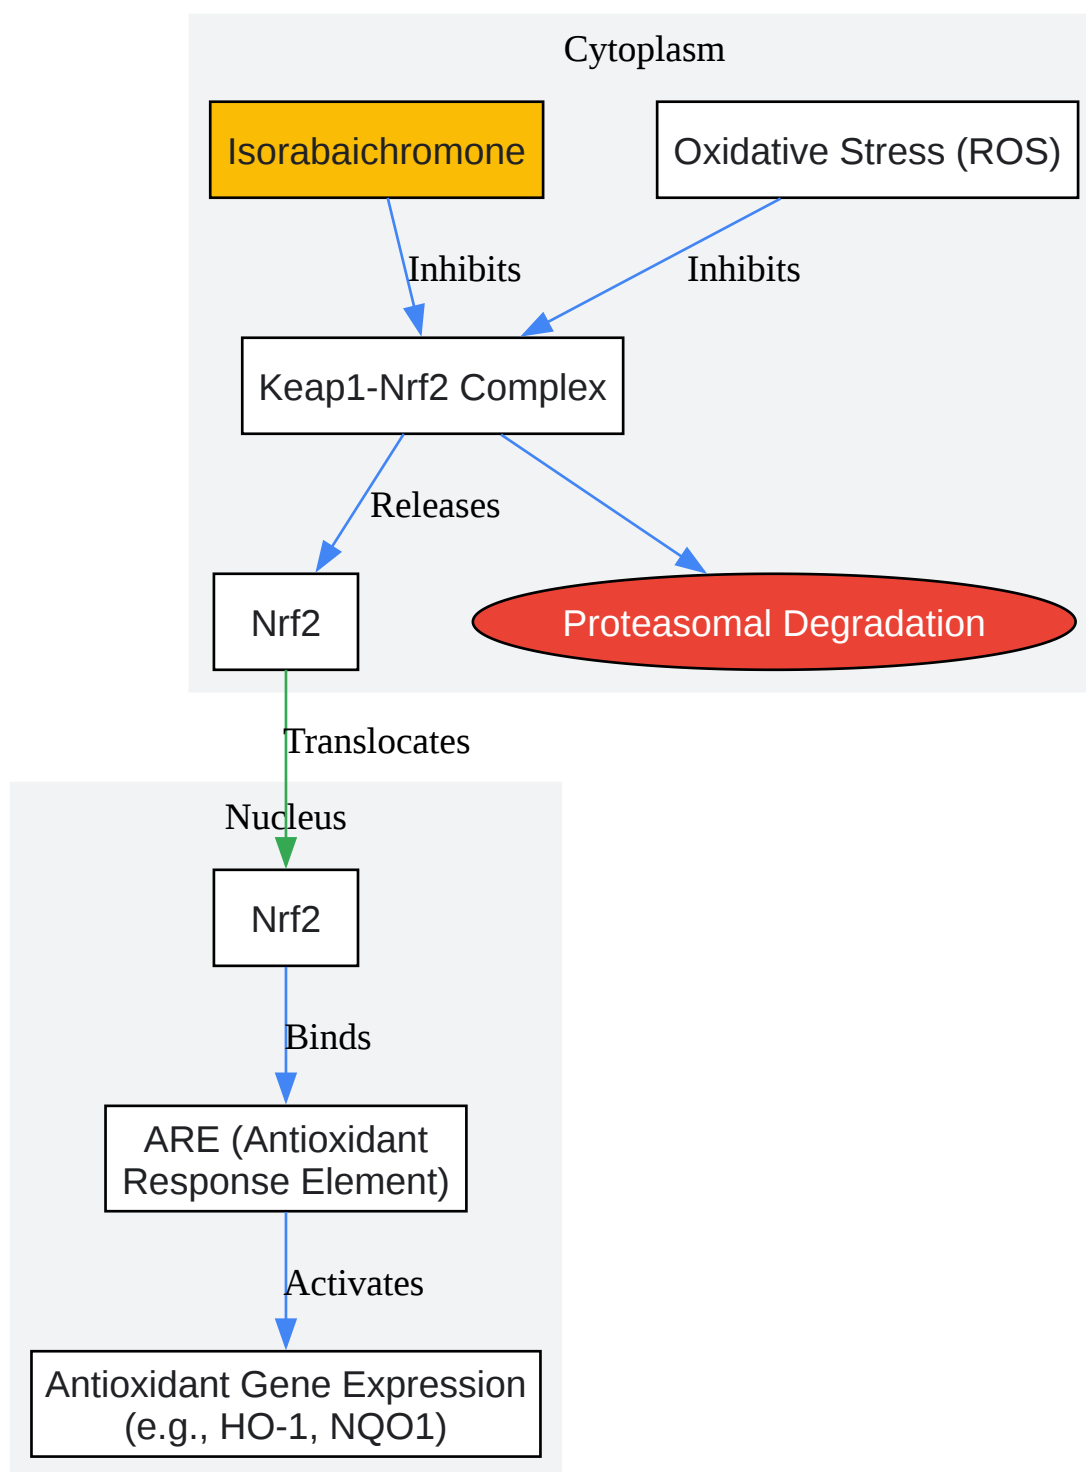 Cytoplasm
Isorabaichromone
Oxidative Stress (ROS)
Inhibits
Inhibits
Keap1-Nrf2 Complex
Releases
Nrf2
Proteasomal Degradation
Translocates
Nucleus
Nrf2
Binds
ARE (Antioxidant
Response Element)
Activates
Antioxidant Gene Expression
(e.g., HO-1, NQO1)